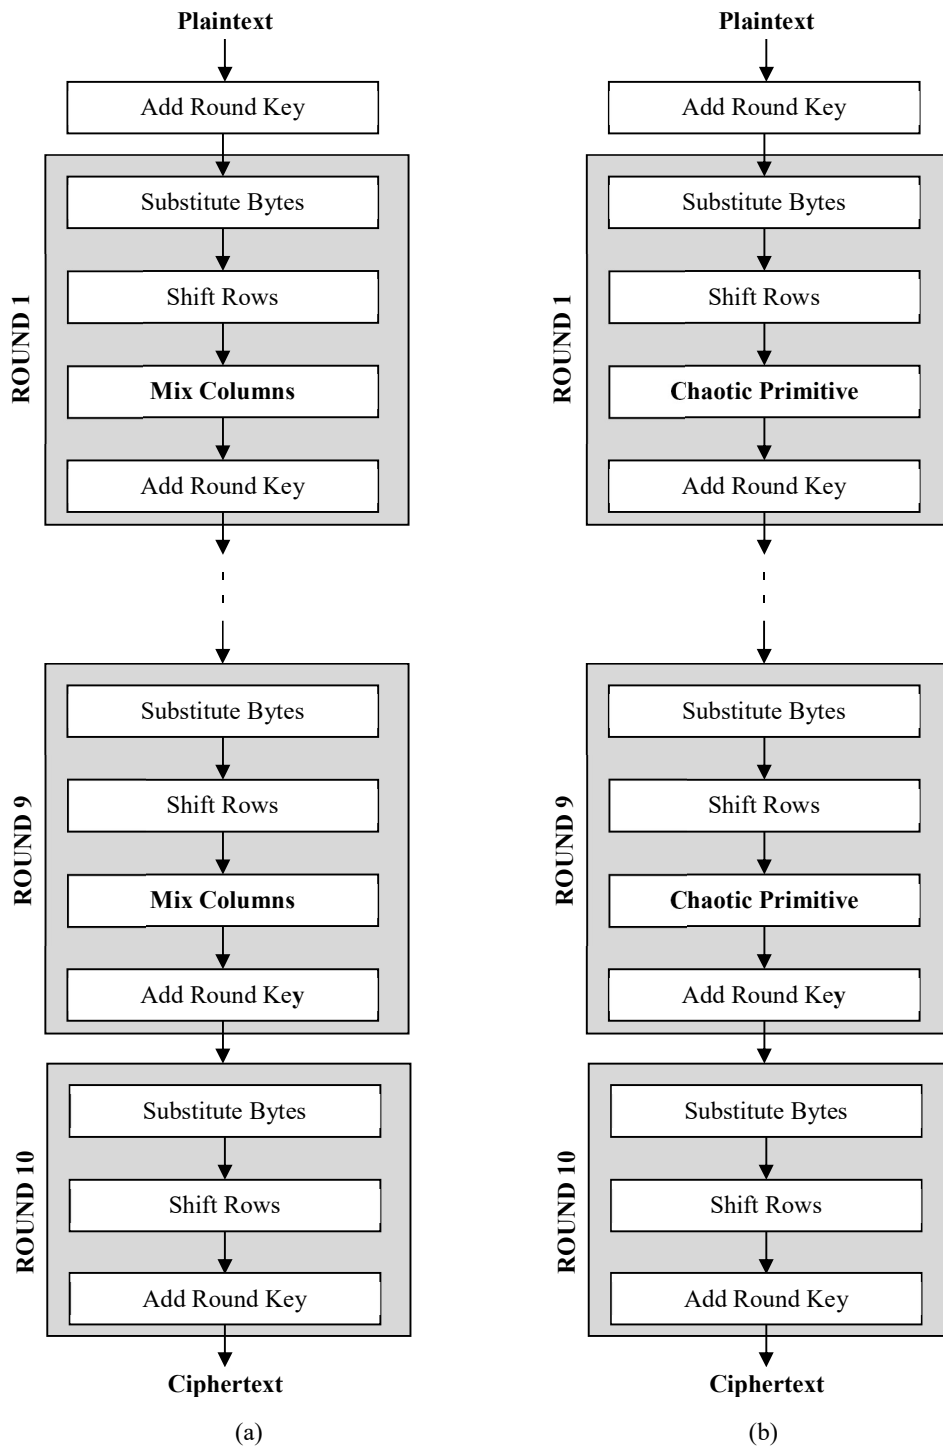 Plaintext
Add Round Key
ROUND 1
Substitute Bytes
Shift Rows
Mix Columns
Add Round Key
ROUND 9
Substitute Bytes
Shift Rows
Mix Columns
Add Round Key
ROUND 10
Substitute Bytes
Shift Rows
Add Round Key
Ciphertext
(a)
Plaintext
Add Round Key
ROUND 1
Substitute Bytes
Shift Rows
Chaotic Primitive
Add Round Key
ROUND 9
Substitute Bytes
Shift Rows
Chaotic Primitive
Add Round Key
ROUND 10
Substitute Bytes
Shift Rows
Add Round Key
Ciphertext
(b)